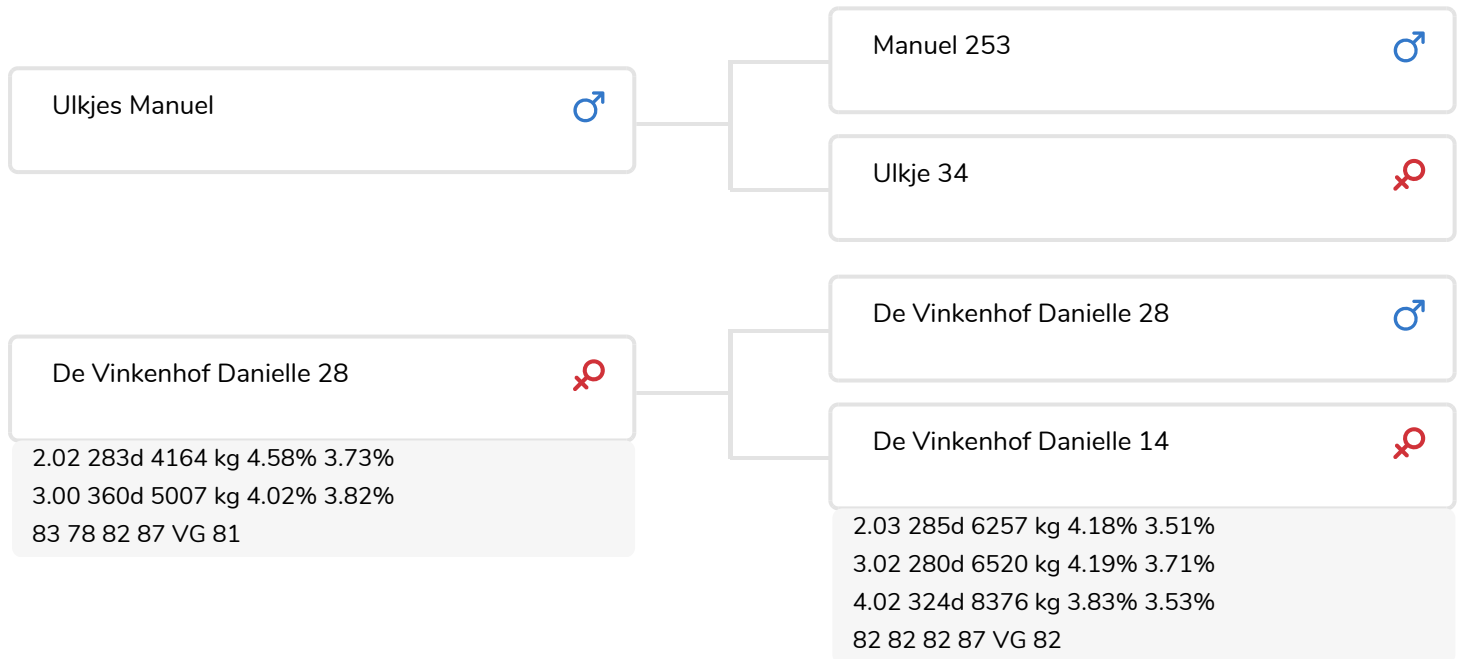 Ulkjes Manuel
De Vinkenhof Danielle 28
2.02 283d 4164 kg 4.58% 3.73%
3.00 360d 5007 kg 4.02% 3.82%
83 78 82 87 VG 81
Manuel 253
Ulkje 34
De Vinkenhof Danielle 28
De Vinkenhof Danielle 14
2.03 285d 6257 kg 4.18% 3.51%
3.02 280d 6520 kg 4.19% 3.71%
4.02 324d 8376 kg 3.83% 3.53%
82 82 82 87 VG 82